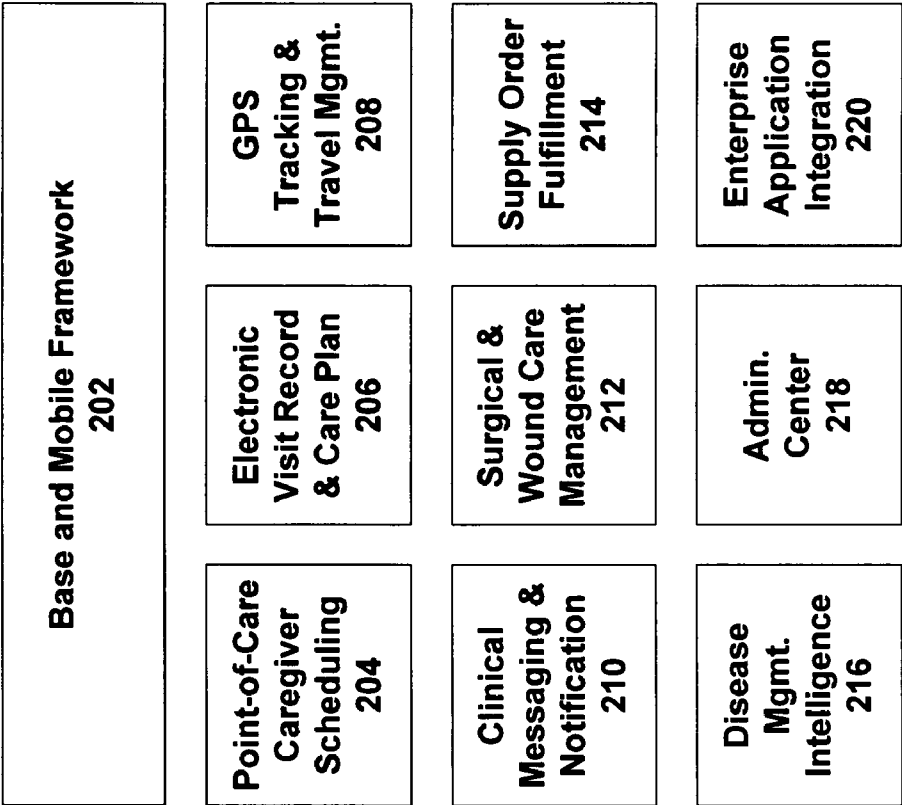 Base and Mobile Framework
202
Point-of-Care
Caregiver
Scheduling
204
Electronic
Visit Record
& Care Plan
206
GPS
Tracking &
Travel Mgmt.
208
Clinical
Messaging &
Notification
210
Surgical &
Wound Care
Management
212
Supply Order
Fulfillment
214
Disease
Mgmt.
Intelligence
216
Admin.
Center
218
Enterprise
Application
Integration
220